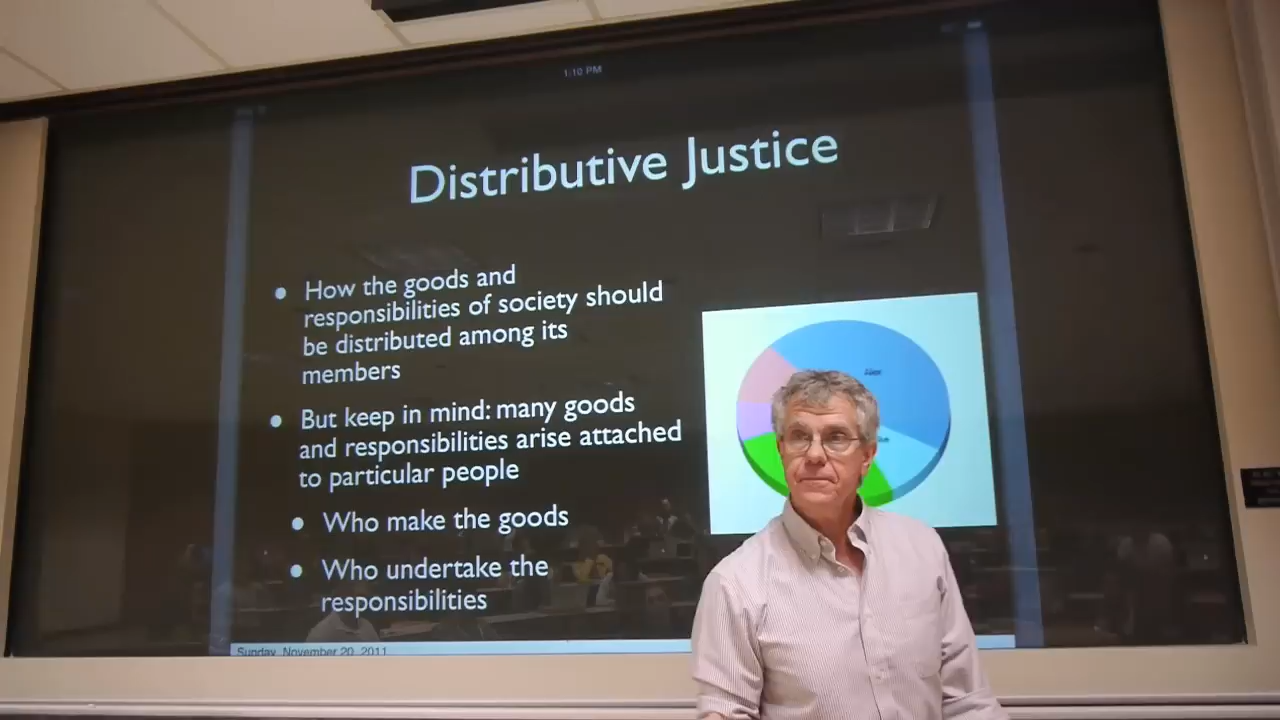 1:10 PM
Distributive Justice
• How the goods and
responsibilities of society should
be distributed among its
members
• But keep in mind: many goods
and responsibilities arise attached
to particular people
• Who make the goods
• Who undertake the
responsibilities
Alex
Sunday, November 20, 2011